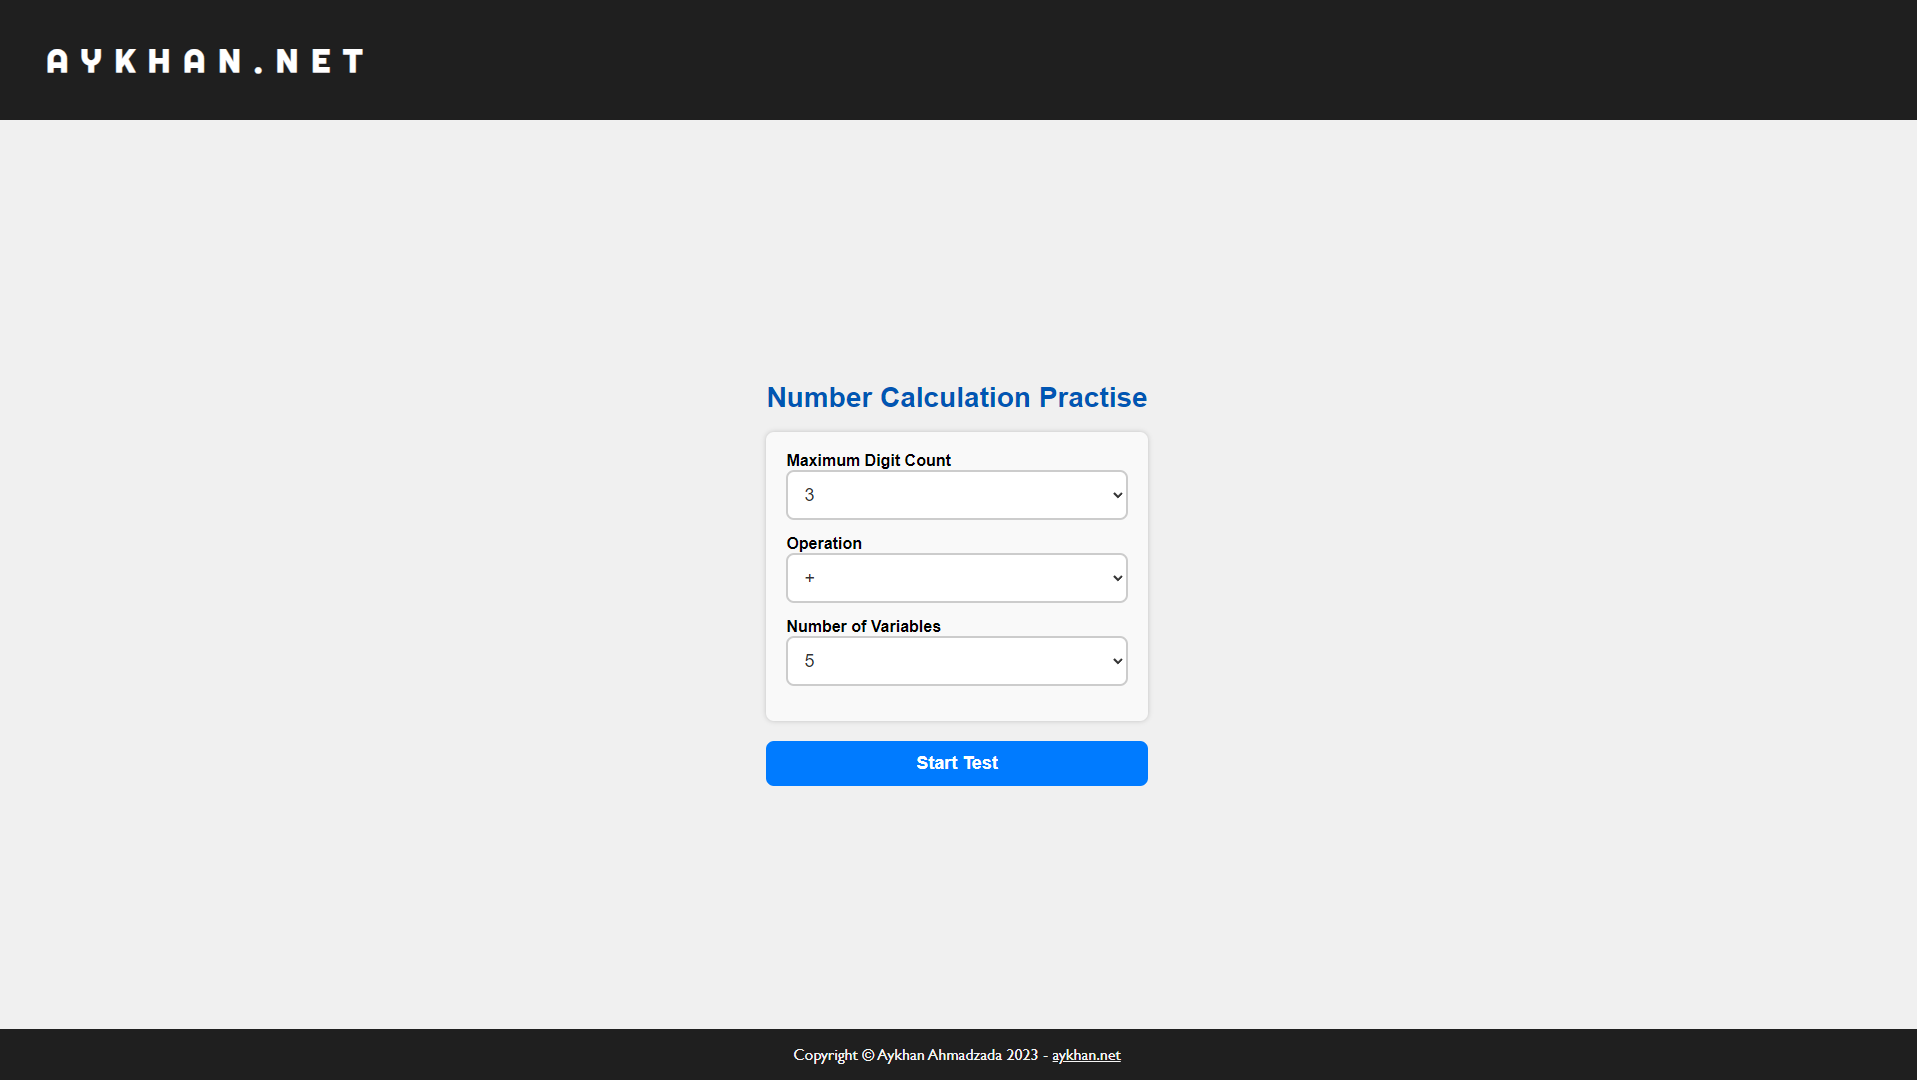 AYKHAN.NET
Number Calculation Practise
Maximum Digit Count
3
Operation
+
Number of Variables
5
Start Test
Copyright © Aykhan Ahmadzada 2023 - aykhan.net